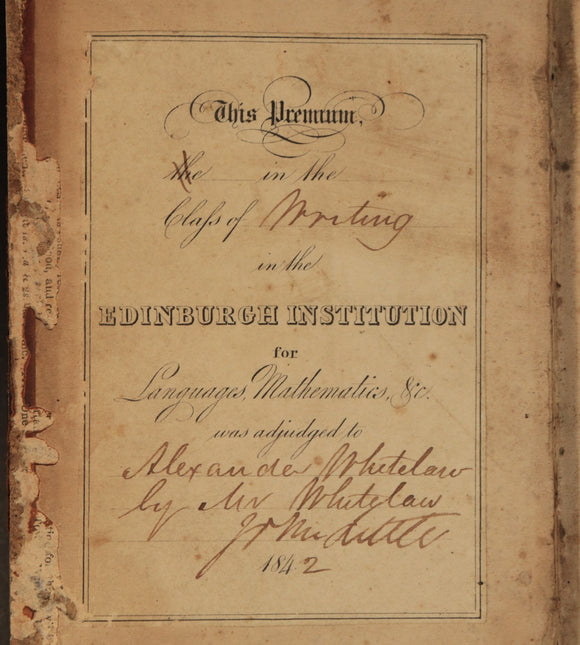 This Premium,
the in the
Class of Writing
in the
EDINBURGH INSTITUTION
for
Languages, Mathematics, &c.
was adjudged to
Alexander Whitelaw
by Mr Whitelaw
1842